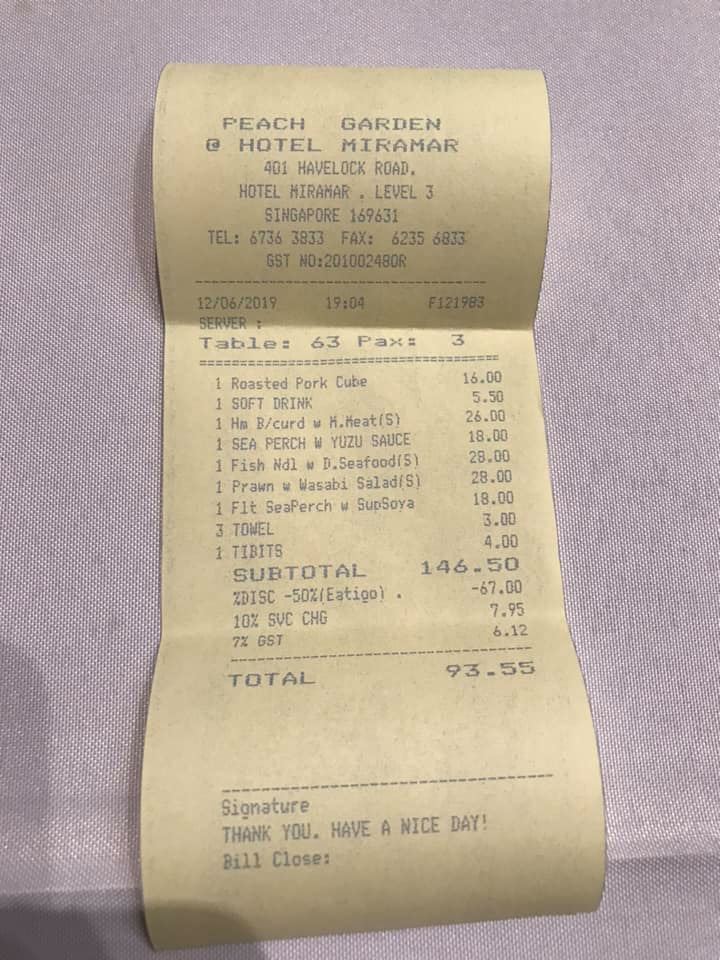 PEACH GARDEN
@ HOTEL MIRAMAR
401 HAVELOCK ROAD,
HOTEL MIRAMAR . LEVEL 3
SINGAPORE 169631
TEL: 6736 3833 FAX: 6235 6833
GST NO:201002480R
12/06/2019 19:04 F121983
SERVER :
Table: 63 Pax: 3
1 Roasted Pork Cube 16.00
1 SOFT DRINK 5.50
1 Hm B/curd w M.Meat(S) 26.00
1 SEA PERCH W YUZU SAUCE 18.00
1 Fish Ndl w D.Seafood(S) 28.00
1 Prawn w Wasabi Salad(S) 28.00
1 Flt SeaPerch w SupSoya 18.00
3 TOWEL 3.00
1 TIBITS 4.00
SUBTOTAL 146.50
%DISC -50%(Eatigo) . -67.00
10% SVC CHG 7.95
7% GST 6.12
TOTAL 93.55
Signature
THANK YOU. HAVE A NICE DAY!
Bill Close: